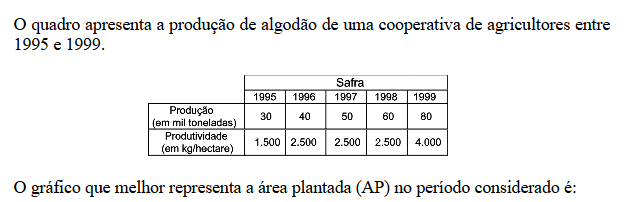 O quadro apresenta a produção de algodão de uma cooperativa de agricultores entre
1995 e 1999.
Safra
1995 1996 1997 1998 1999
Produção
(em mil toneladas) 30 40 50 60 80
Produtividade
(em kg/hectare) 1.500 2.500 2.500 2.500 4.000
O gráfico que melhor representa a área plantada (AP) no período considerado é: